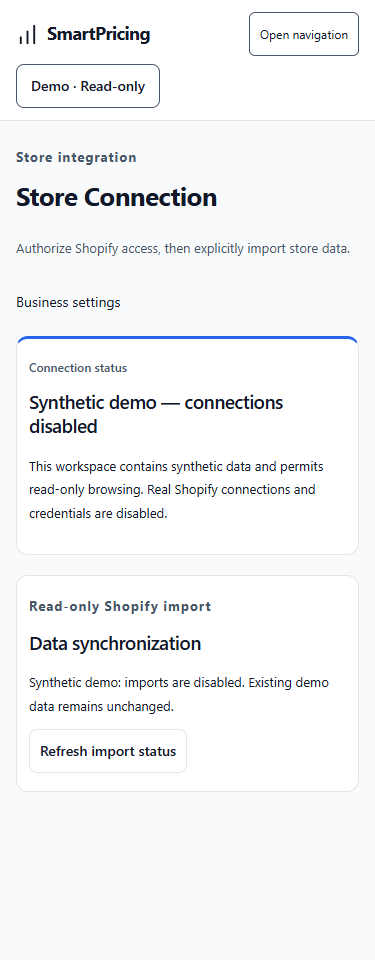 SmartPricing
Open navigation
Demo · Read-only
Store integration
Store Connection
Authorize Shopify access, then explicitly import store data.
Business settings
Connection status
Synthetic demo — connections
disabled
This workspace contains synthetic data and permits
read-only browsing. Real Shopify connections and
credentials are disabled.
Read-only Shopify import
Data synchronization
Synthetic demo: imports are disabled. Existing demo
data remains unchanged.
Refresh import status